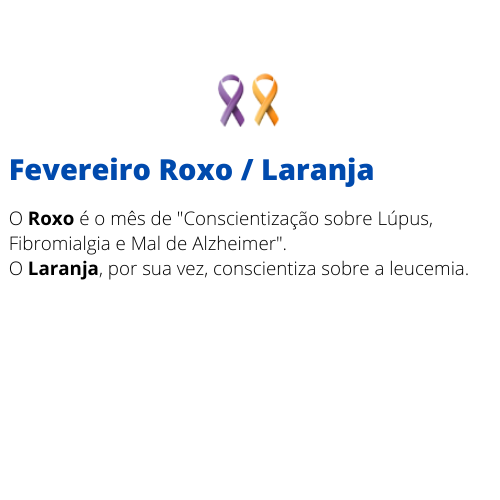 Fevereiro Roxo / Laranja
O Roxo é o mês de "Conscientização sobre Lúpus,
Fibromialgia e Mal de Alzheimer".
O Laranja, por sua vez, conscientiza sobre a leucemia.